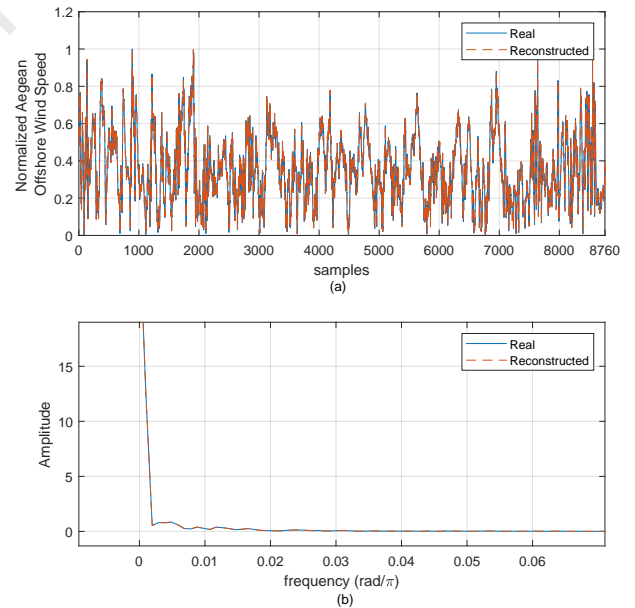 1.2
1
0.8
0.6
0.4
0.2
0
Normalized Aegean
Offshore Wind Speed
Real
Reconstructed
0 1000 2000 3000 4000 5000 6000 7000 8000 8760
samples
(a)
15
10
5
0
Amplitude
Real
Reconstructed
0 0.01 0.02 0.03 0.04 0.05 0.06
frequency (rad/π)
(b)